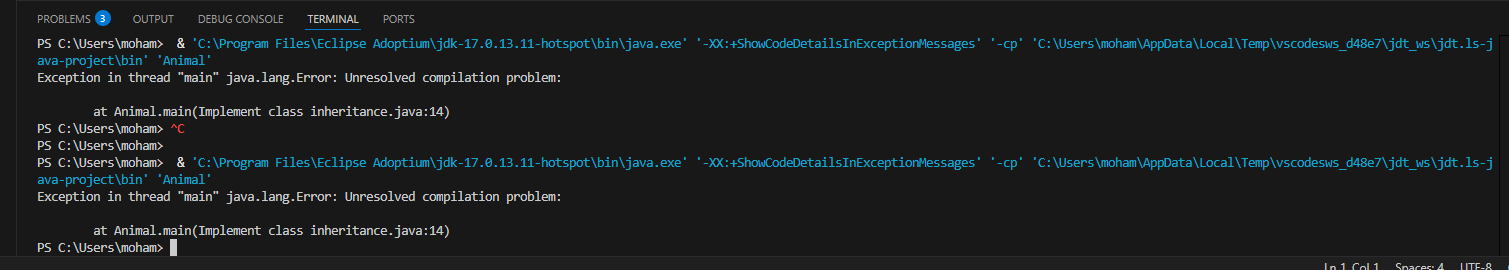 PROBLEMS 3 OUTPUT DEBUG CONSOLE TERMINAL PORTS
PS C:\Users\moham>  & 'C:\Program Files\Eclipse Adoptium\jdk-17.0.13.11-hotspot\bin\java.exe' '-XX:+ShowCodeDetailsInExceptionMessages' '-cp' 'C:\Users\moham\AppData\Local\Temp\vscodesws_d48e7\jdt_ws\jdt.ls-j
ava-project\bin' 'Animal'
Exception in thread "main" java.lang.Error: Unresolved compilation problem:
at Animal.main(Implement class inheritance.java:14)
PS C:\Users\moham> ^C
PS C:\Users\moham>
PS C:\Users\moham>  & 'C:\Program Files\Eclipse Adoptium\jdk-17.0.13.11-hotspot\bin\java.exe' '-XX:+ShowCodeDetailsInExceptionMessages' '-cp' 'C:\Users\moham\AppData\Local\Temp\vscodesws_d48e7\jdt_ws\jdt.ls-j
ava-project\bin' 'Animal'
Exception in thread "main" java.lang.Error: Unresolved compilation problem:
at Animal.main(Implement class inheritance.java:14)
PS C:\Users\moham>
Ln 1, Col 1 Spaces: 4 UTF-8